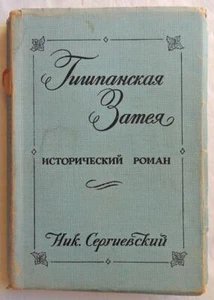 Гишпанская
Затея
ИСТОРИЧЕСКИЙ РОМАН
Ник. Сергиевский